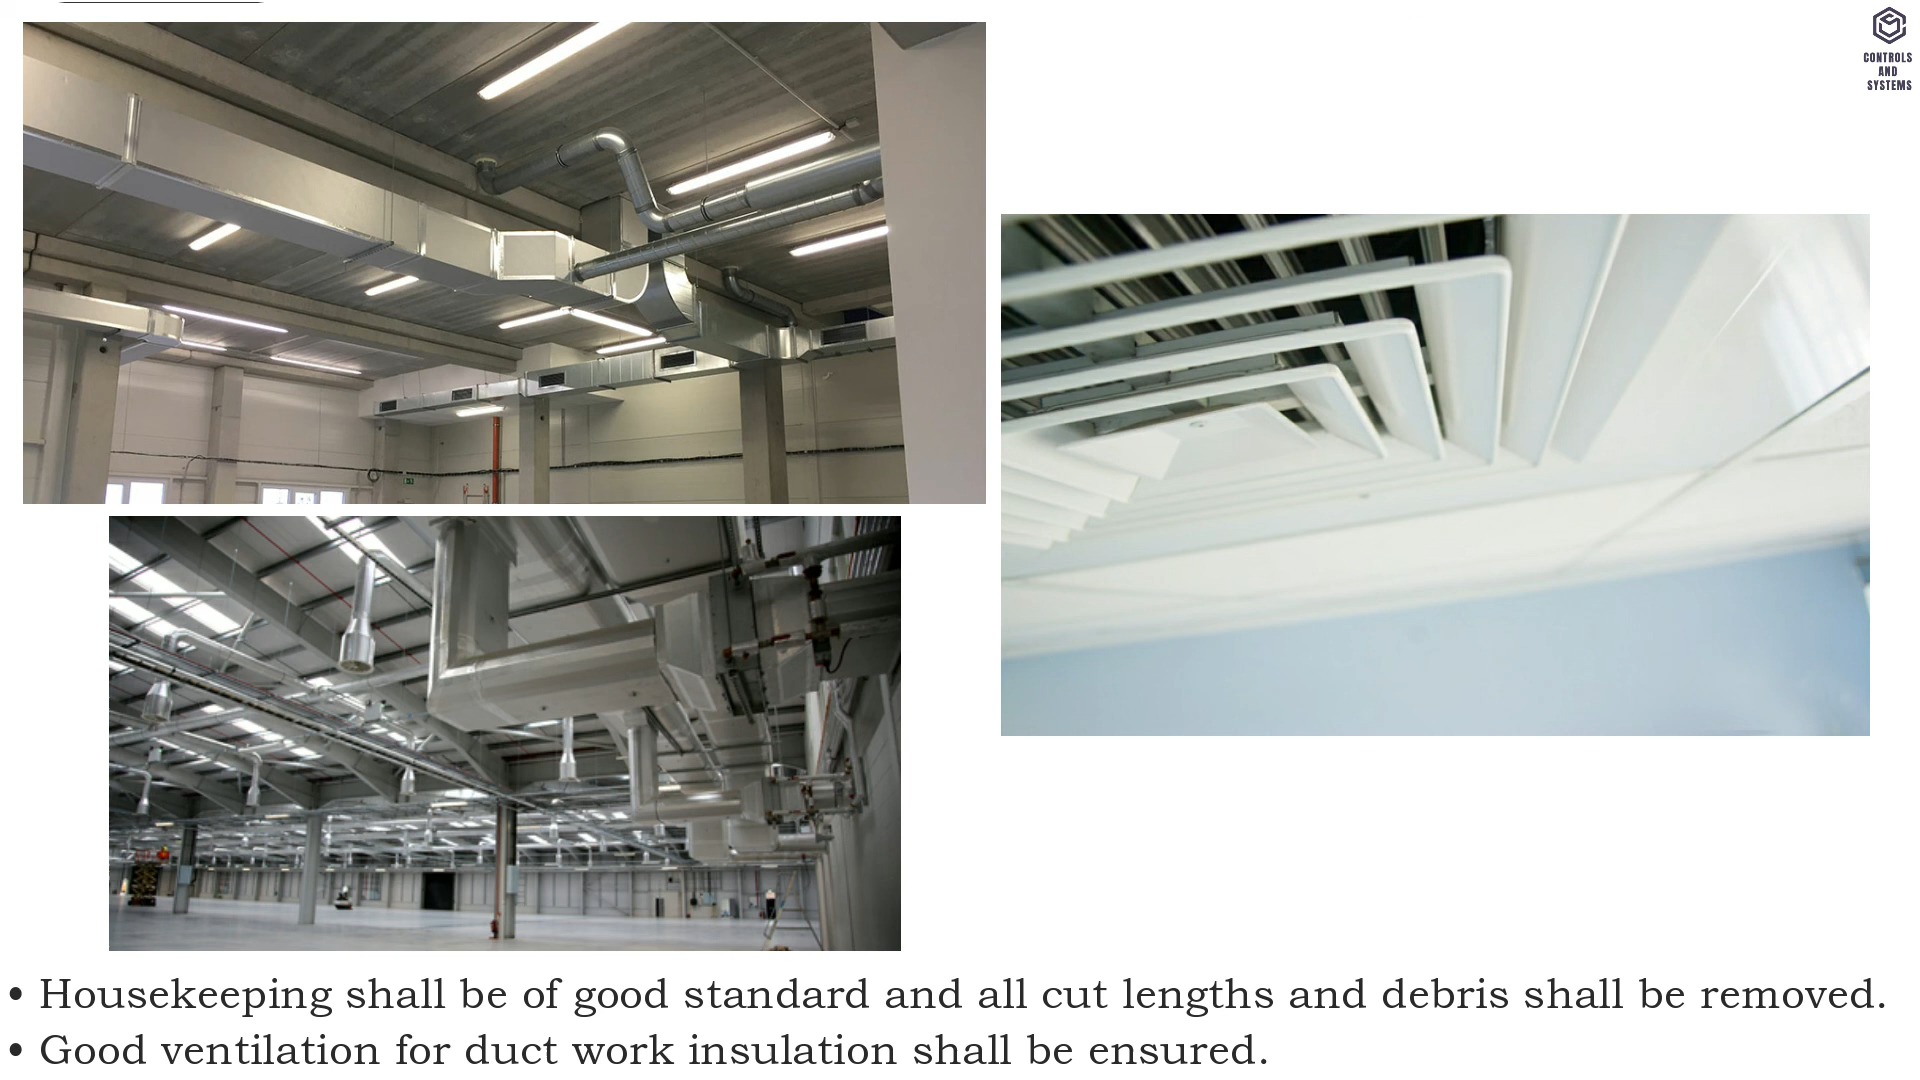 CONTROLS
AND
SYSTEMS
• Housekeeping shall be of good standard and all cut lengths and debris shall be removed.
• Good ventilation for duct work insulation shall be ensured.